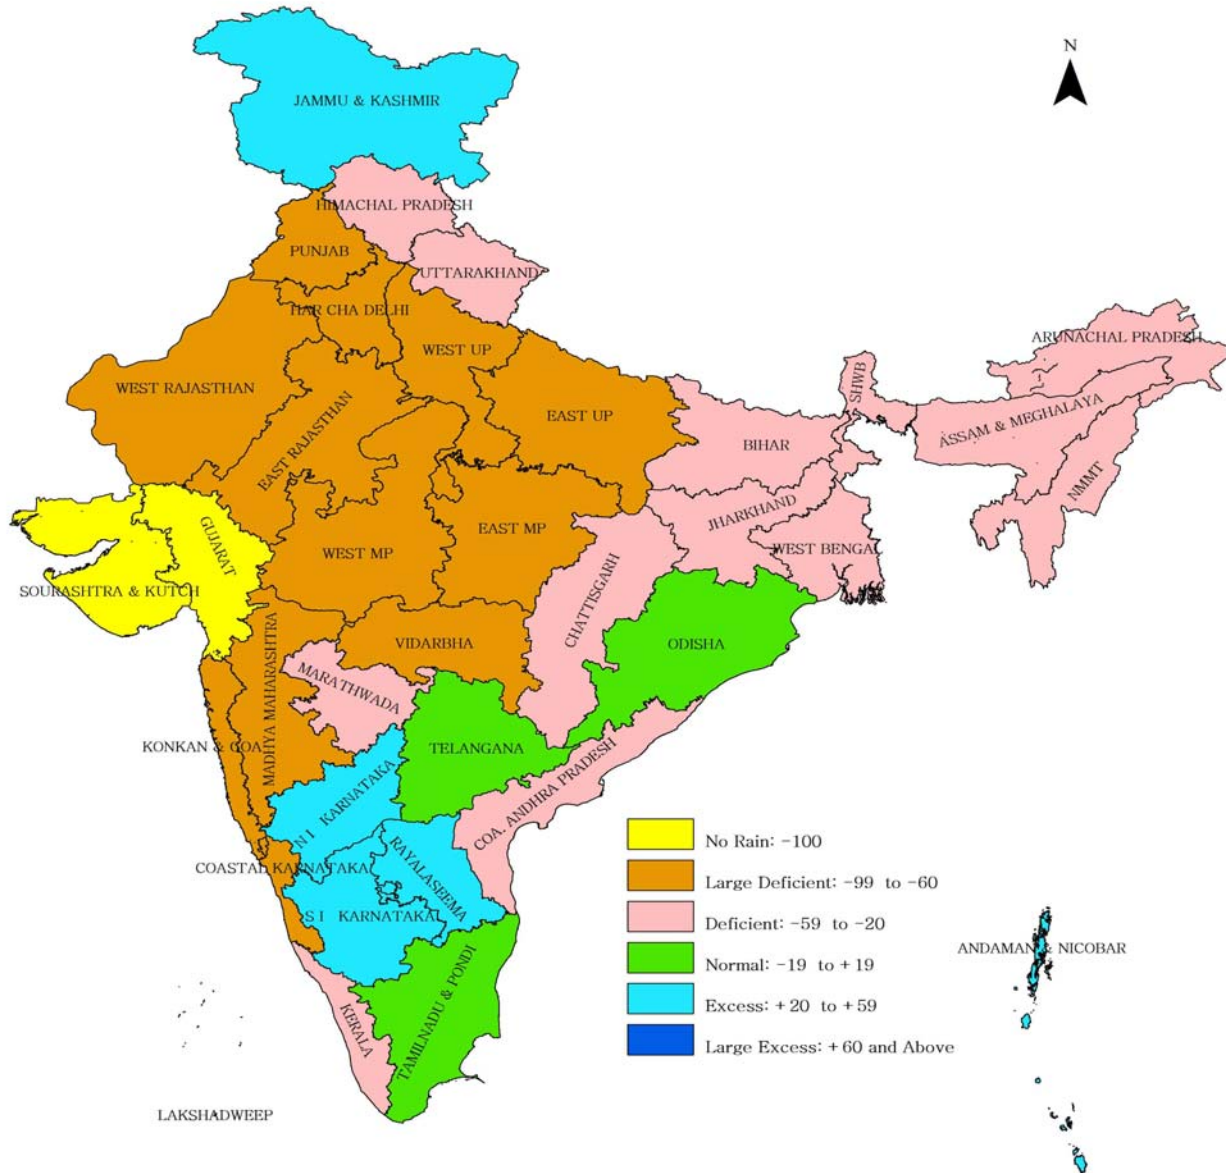 N
JAMMU & KASHMIR
HIMACHAL PRADESH
PUNJAB
UTTARAKHAND
HAR CHA DELHI
ARUNACHAL PRADESH
WEST UP
SHWB
WEST RAJASTHAN
EAST RAJASTHAN
EAST UP
ASSAM & MEGHALAYA
BIHAR
NMMT
JHARKHAND
GUJARAT
WEST MP
EAST MP
WEST BENGAL
SOURASHTRA & KUTCH
CHATTISGARH
VIDARBHA
ODISHA
MADHYA MAHARASHTRA
MARATHWADA
KONKAN & GOA
TELANGANA
COA. ANDHRA PRADESH
N I KARNATAKA
COASTAL KARNATAKA
RAYALASEEMA
S I KARNATAKA
No Rain: -100
Large Deficient: -99 to -60
Deficient: -59 to -20
Normal: -19 to +19
Excess: +20 to +59
Large Excess: +60 and Above
ANDAMAN & NICOBAR
KERALA
TAMILNADU & PONDI
LAKSHADWEEP